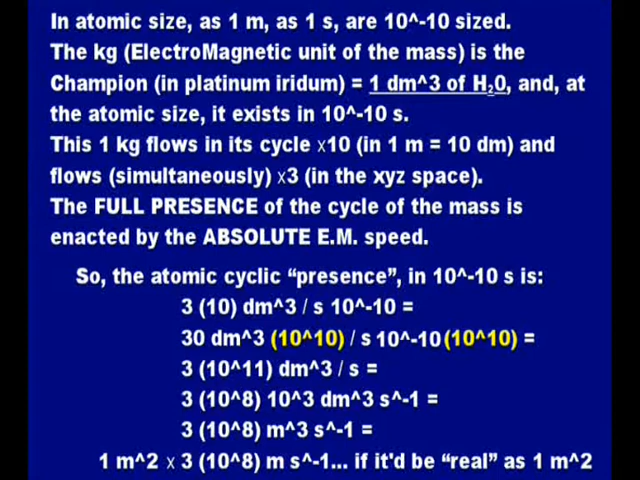 In atomic size, as 1 m, as 1 s, are 10^-10 sized.
The kg (ElectroMagnetic unit of the mass) is the
Champion (in platinum iridum) = 1 dm^3 of H₂0, and, at
the atomic size, it exists in 10^-10 s.
This 1 kg flows in its cycle x10 (in 1 m = 10 dm) and
flows (simultaneously) x3 (in the xyz space).
The FULL PRESENCE of the cycle of the mass is
enacted by the ABSOLUTE E.M. speed.
So, the atomic cyclic “presence”, in 10^-10 s is:
3 (10) dm^3 / s 10^-10 =
30 dm^3 (10^10) / s 10^-10 (10^10) =
3 (10^11) dm^3 / s =
3 (10^8) 10^3 dm^3 s^-1 =
3 (10^8) m^3 s^-1 =
1 m^2 x 3 (10^8) m s^-1... if it'd be “real” as 1 m^2